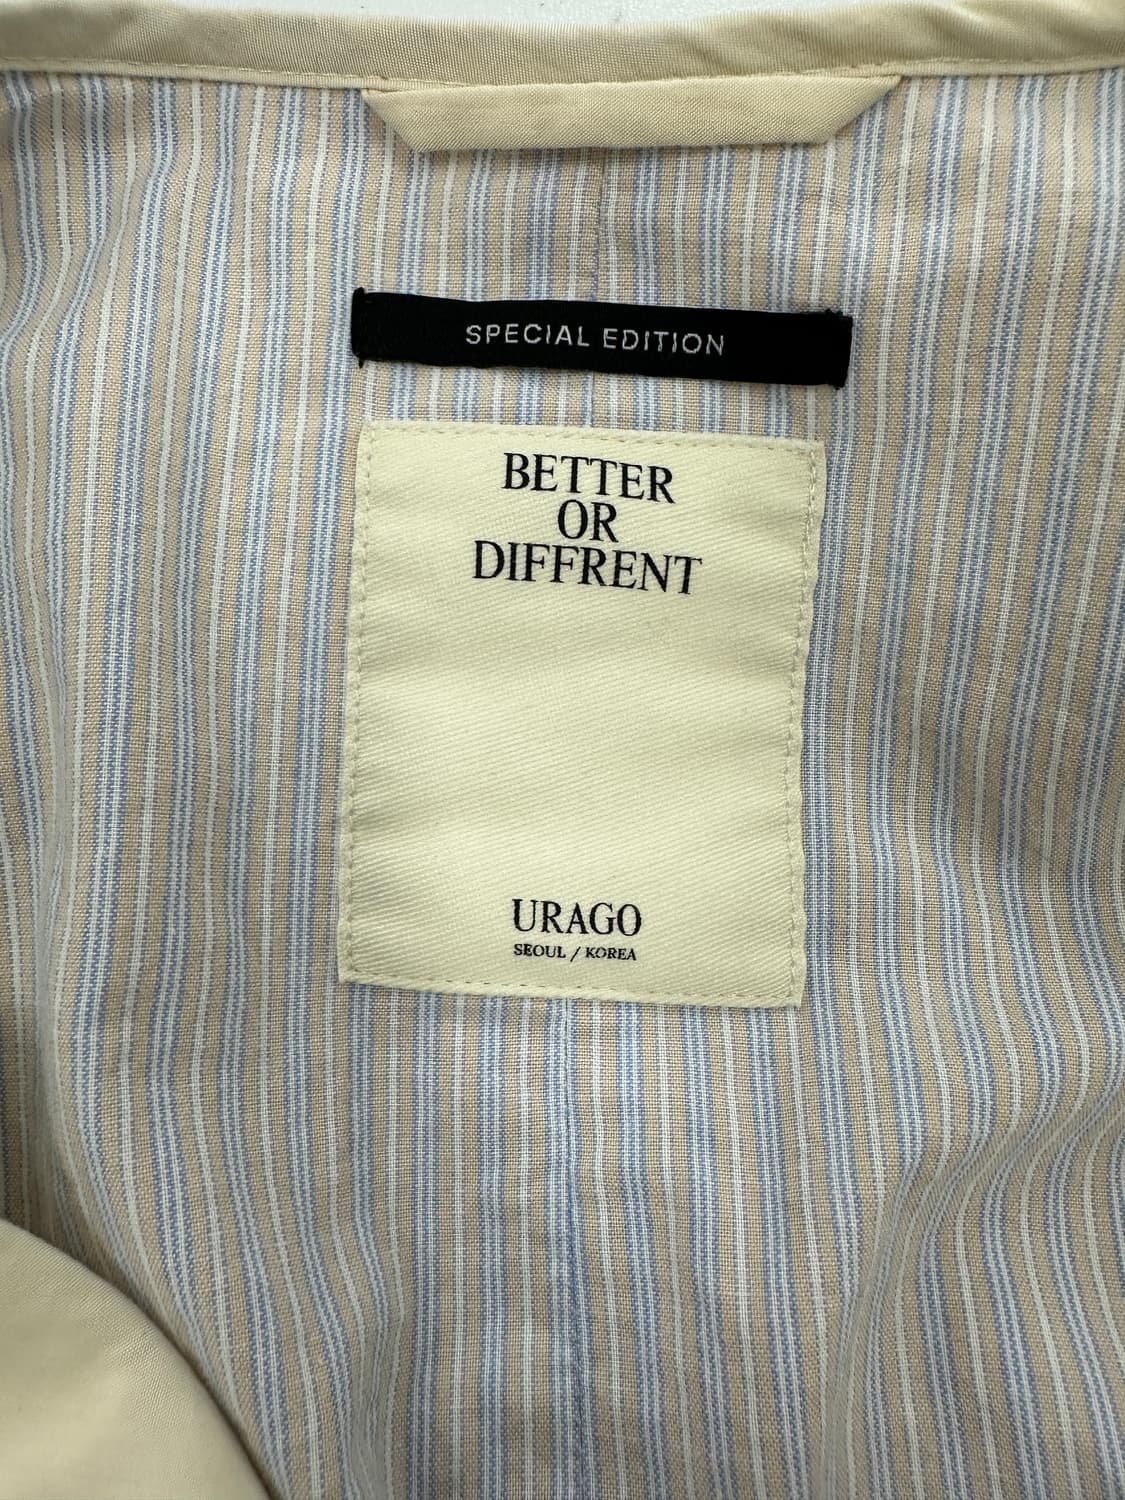 SPECIAL EDITION
BETTER
OR
DIFFRENT
URAGO
SEOUL / KOREA